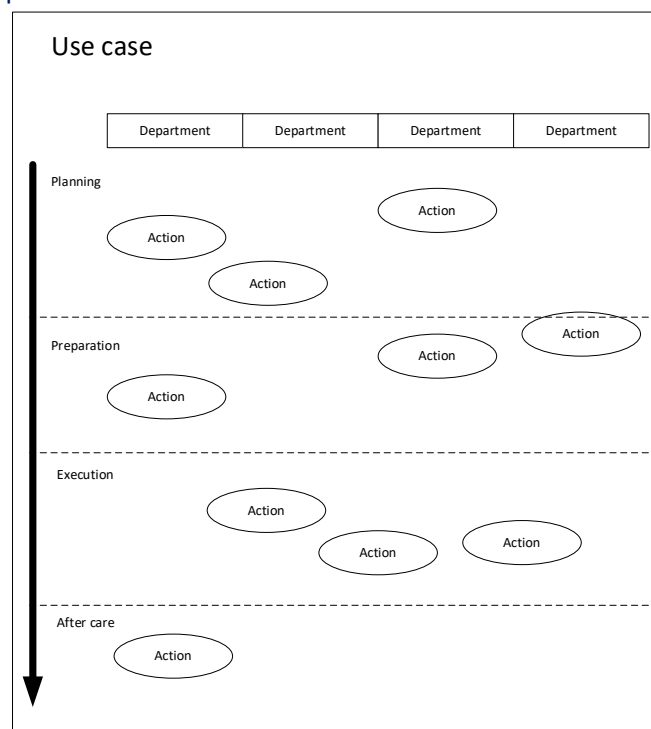 Use case
Department Department Department Department
Planning
Action
Action
Action
Action
Preparation
Action
Action
Execution
Action
Action
Action
After care
Action